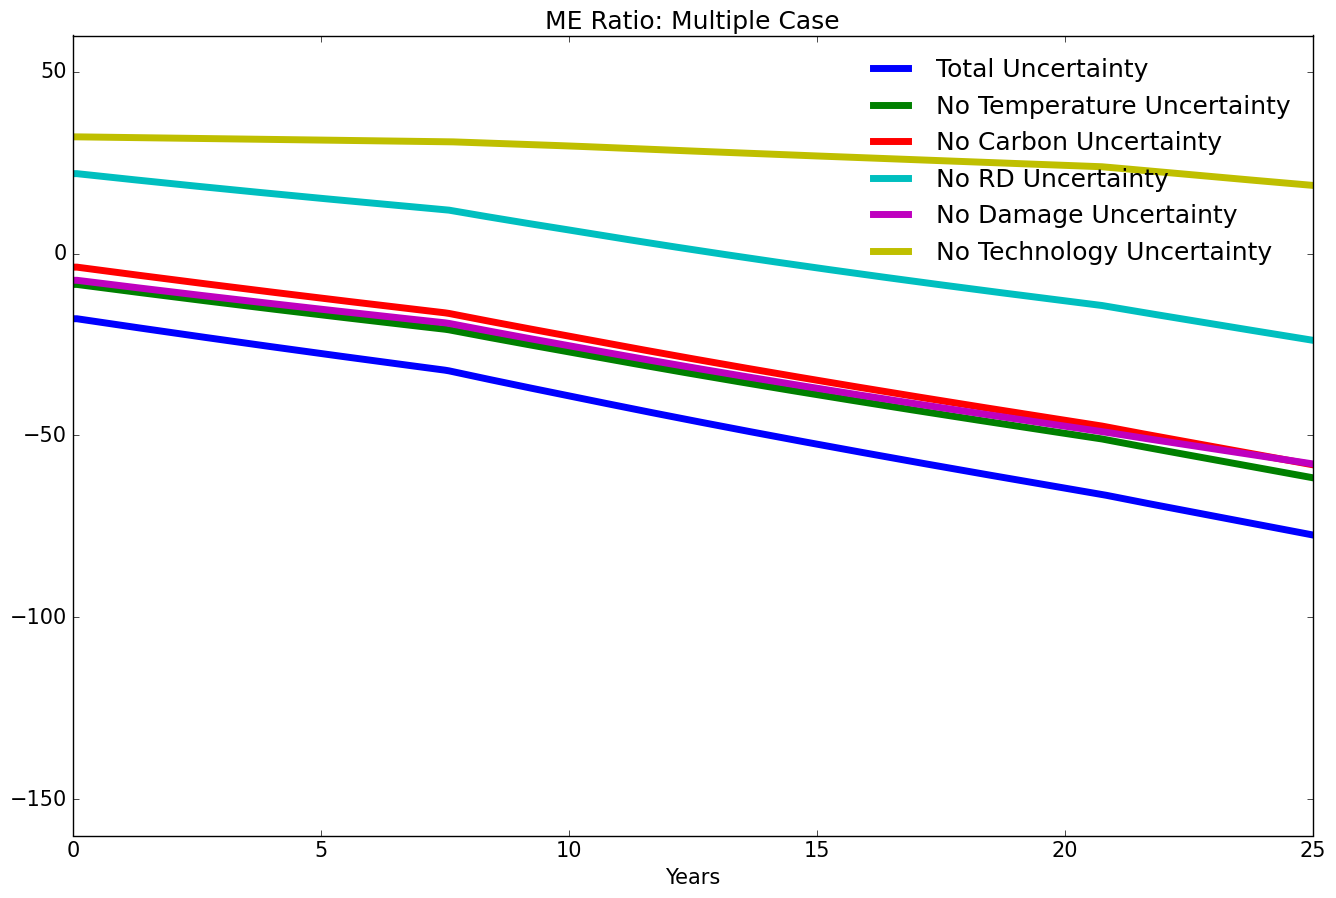 ME Ratio: Multiple Case
50
0
−50
−100
−150
Total Uncertainty
No Temperature Uncertainty
No Carbon Uncertainty
No RD Uncertainty
No Damage Uncertainty
No Technology Uncertainty
0 5 10 15 20 25
Years